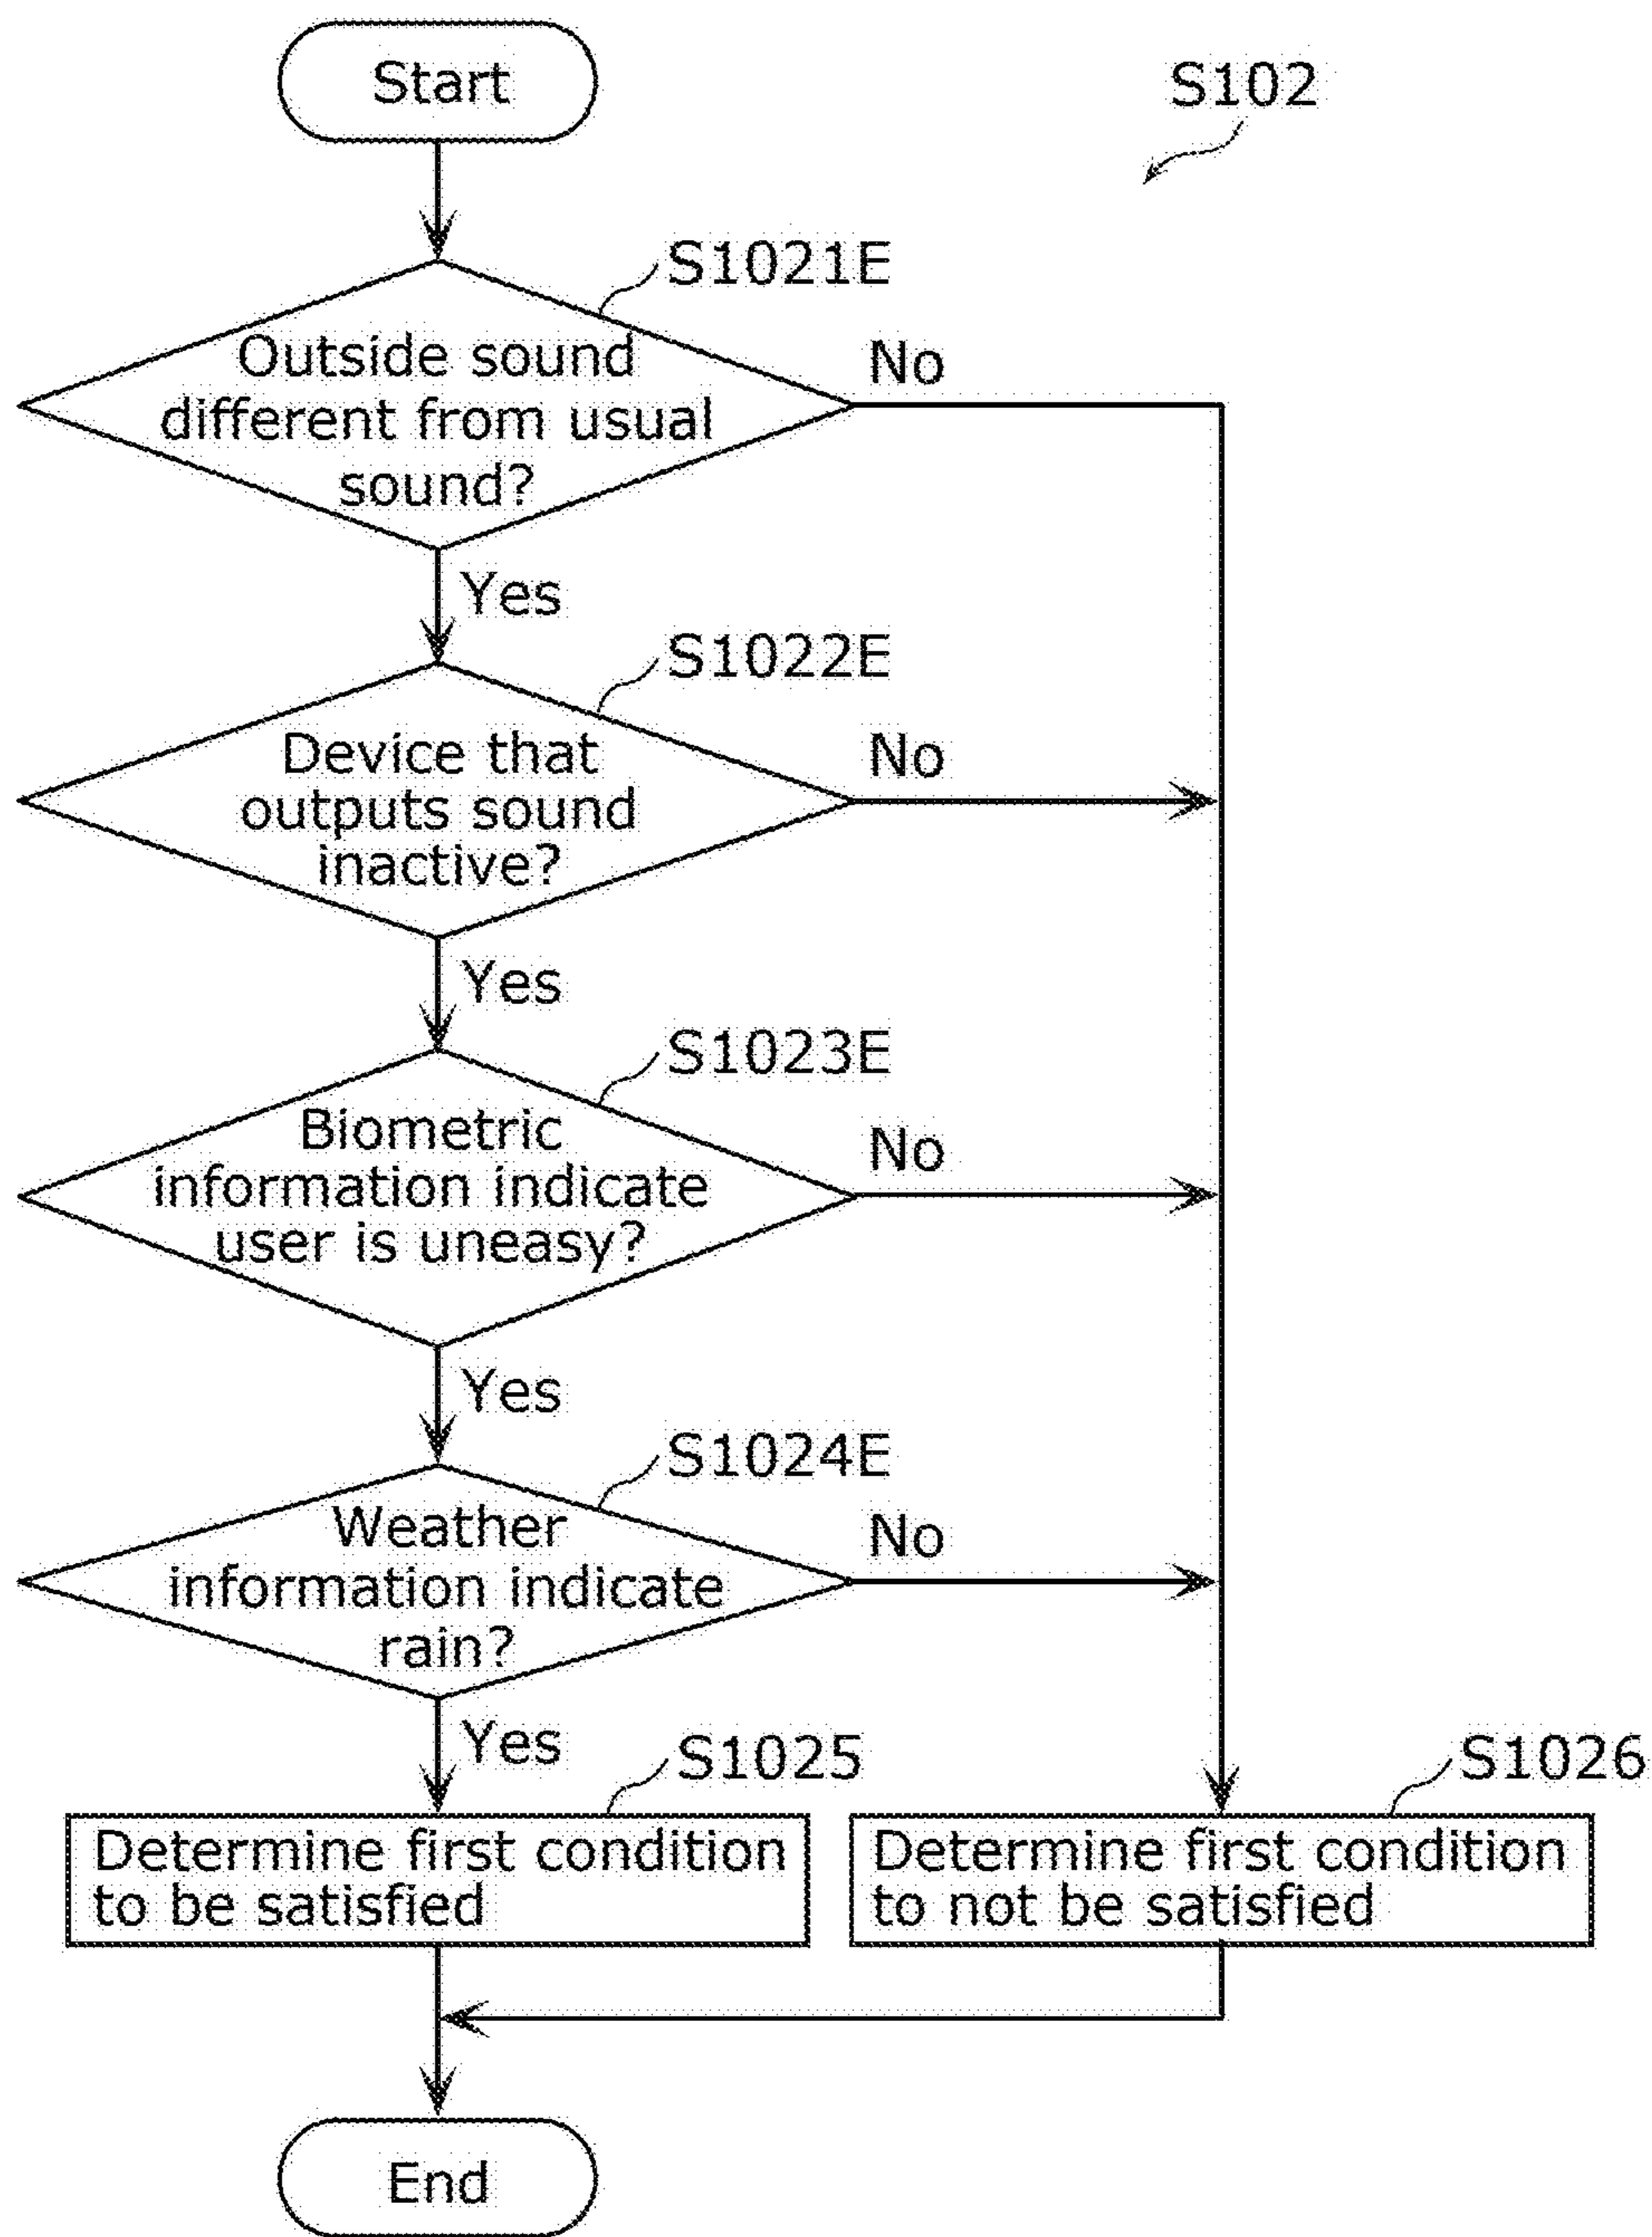 Start
S102
S1021E
Outside sound
different from usual
sound?
No
Yes
S1022E
Device that
outputs sound
inactive?
No
Yes
S1023E
Biometric
information indicate
user is uneasy?
No
Yes
S1024E
Weather
information indicate
rain?
No
Yes
S1025
Determine first condition
to be satisfied
S1026
Determine first condition
to not be satisfied
End